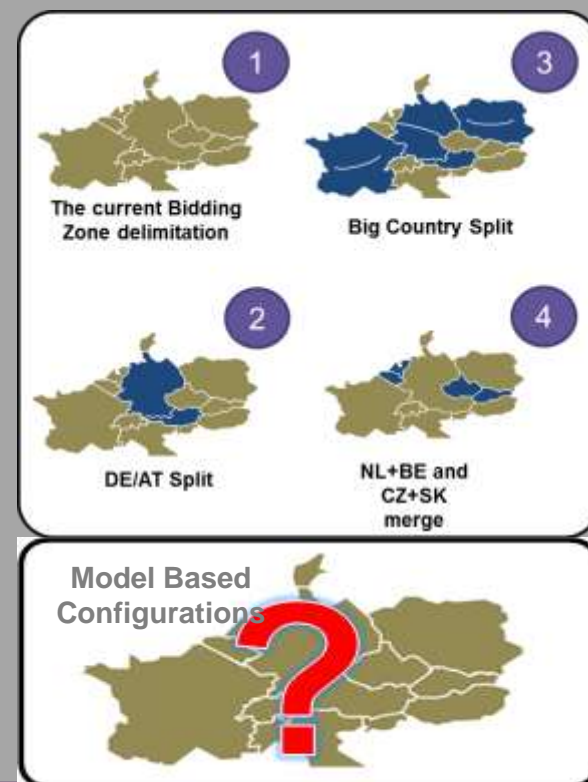 1
The current Bidding
Zone delimitation
3
Big Country Split
2
DE/AT Split
4
NL+BE and
CZ+SK
merge
Model Based
Configurations
?